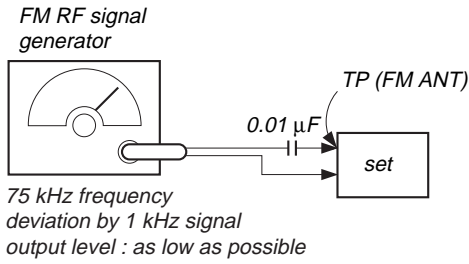 FM RF signal
generator
TP (FM ANT)
0.01 μF
set
75 kHz frequency
deviation by 1 kHz signal
output level : as low as possible